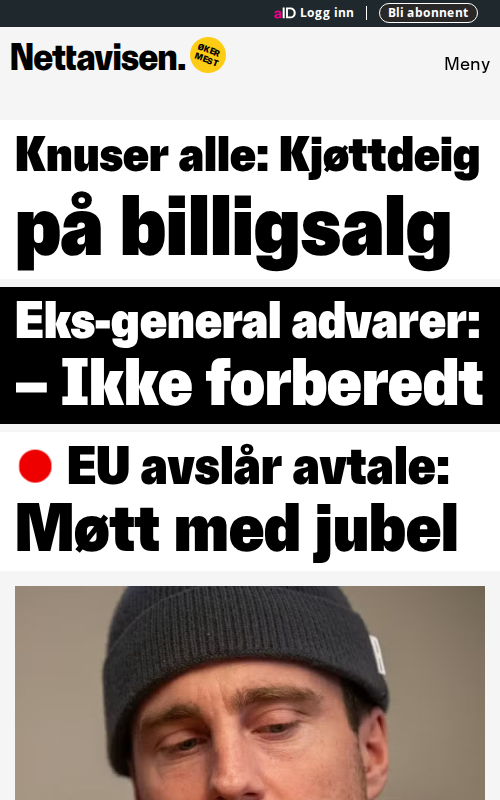 aID Logg inn
Bli abonnent
Nettavisen.
ØKER
MEST
Meny
Knuser alle: Kjøttdeig
på billigsalg
Eks-general advarer:
– Ikke forberedt
EU avslår avtale:
Møtt med jubel